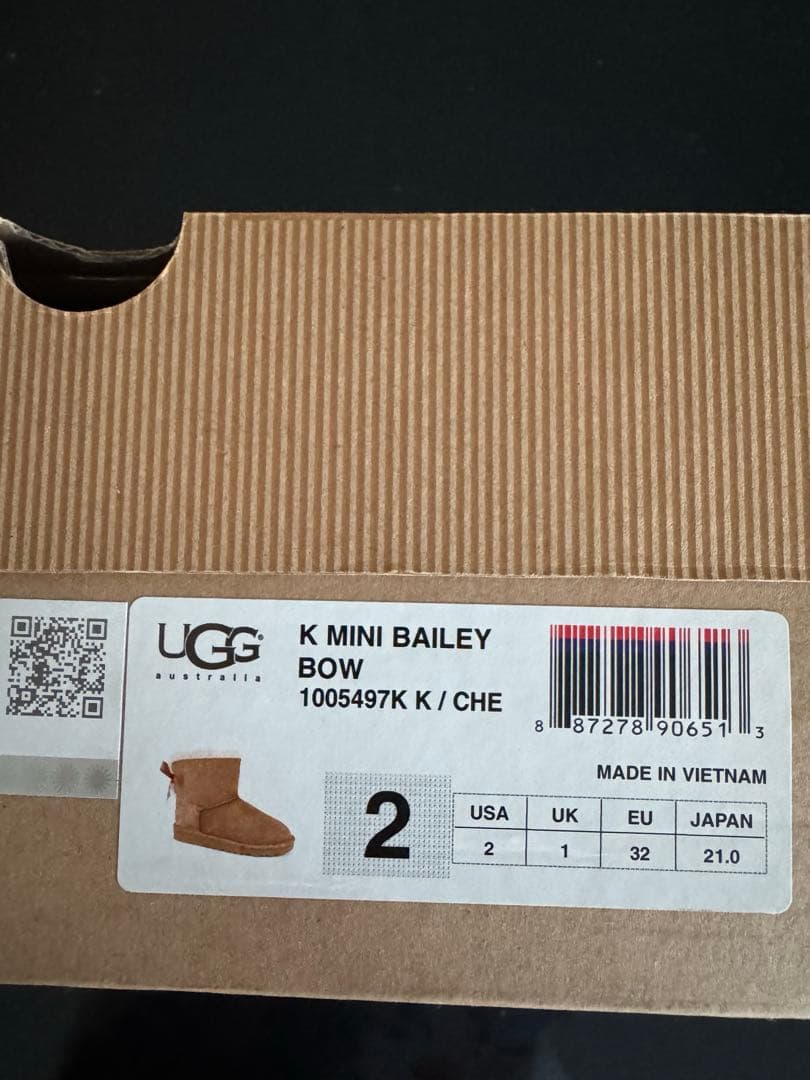 UGG®
australia
K MINI BAILEY
BOW
1005497K K / CHE
8 87278 90651 3
MADE IN VIETNAM
2
USA UK EU JAPAN
2 1 32 21.0